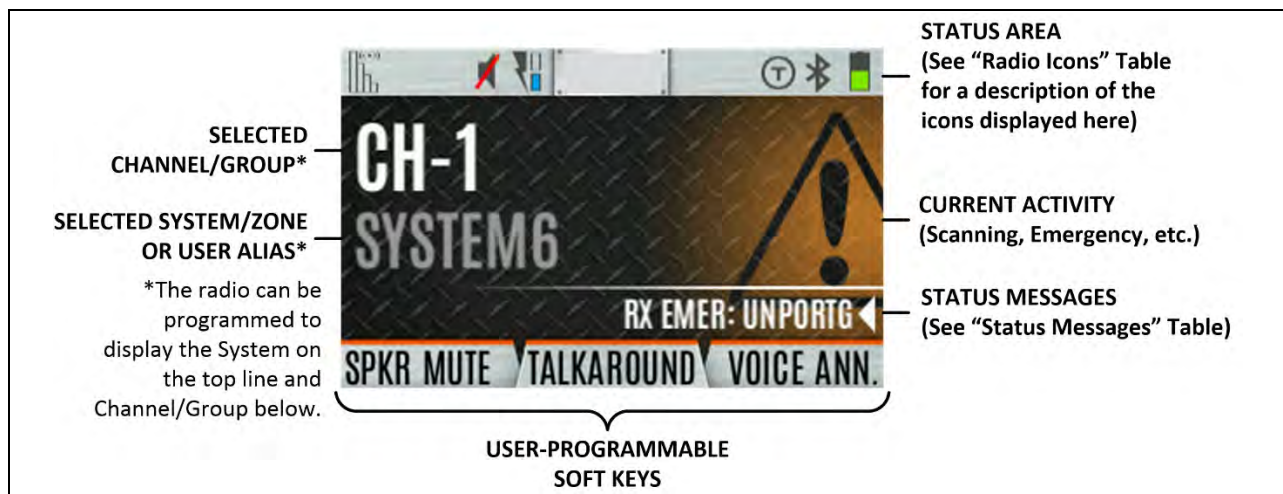 STATUS AREA
(See “Radio Icons” Table
for a description of the
icons displayed here)
T
SELECTED
CHANNEL/GROUP*
CH-1
SELECTED SYSTEM/ZONE
OR USER ALIAS*
SYSTEM6
CURRENT ACTIVITY
(Scanning, Emergency, etc.)
*The radio can be
programmed to
display the System on
the top line and
Channel/Group below.
RX EMER: UNPORTG
STATUS MESSAGES
(See “Status Messages” Table)
SPKR MUTE TALKAROUND VOICE ANN.
USER-PROGRAMMABLE
SOFT KEYS